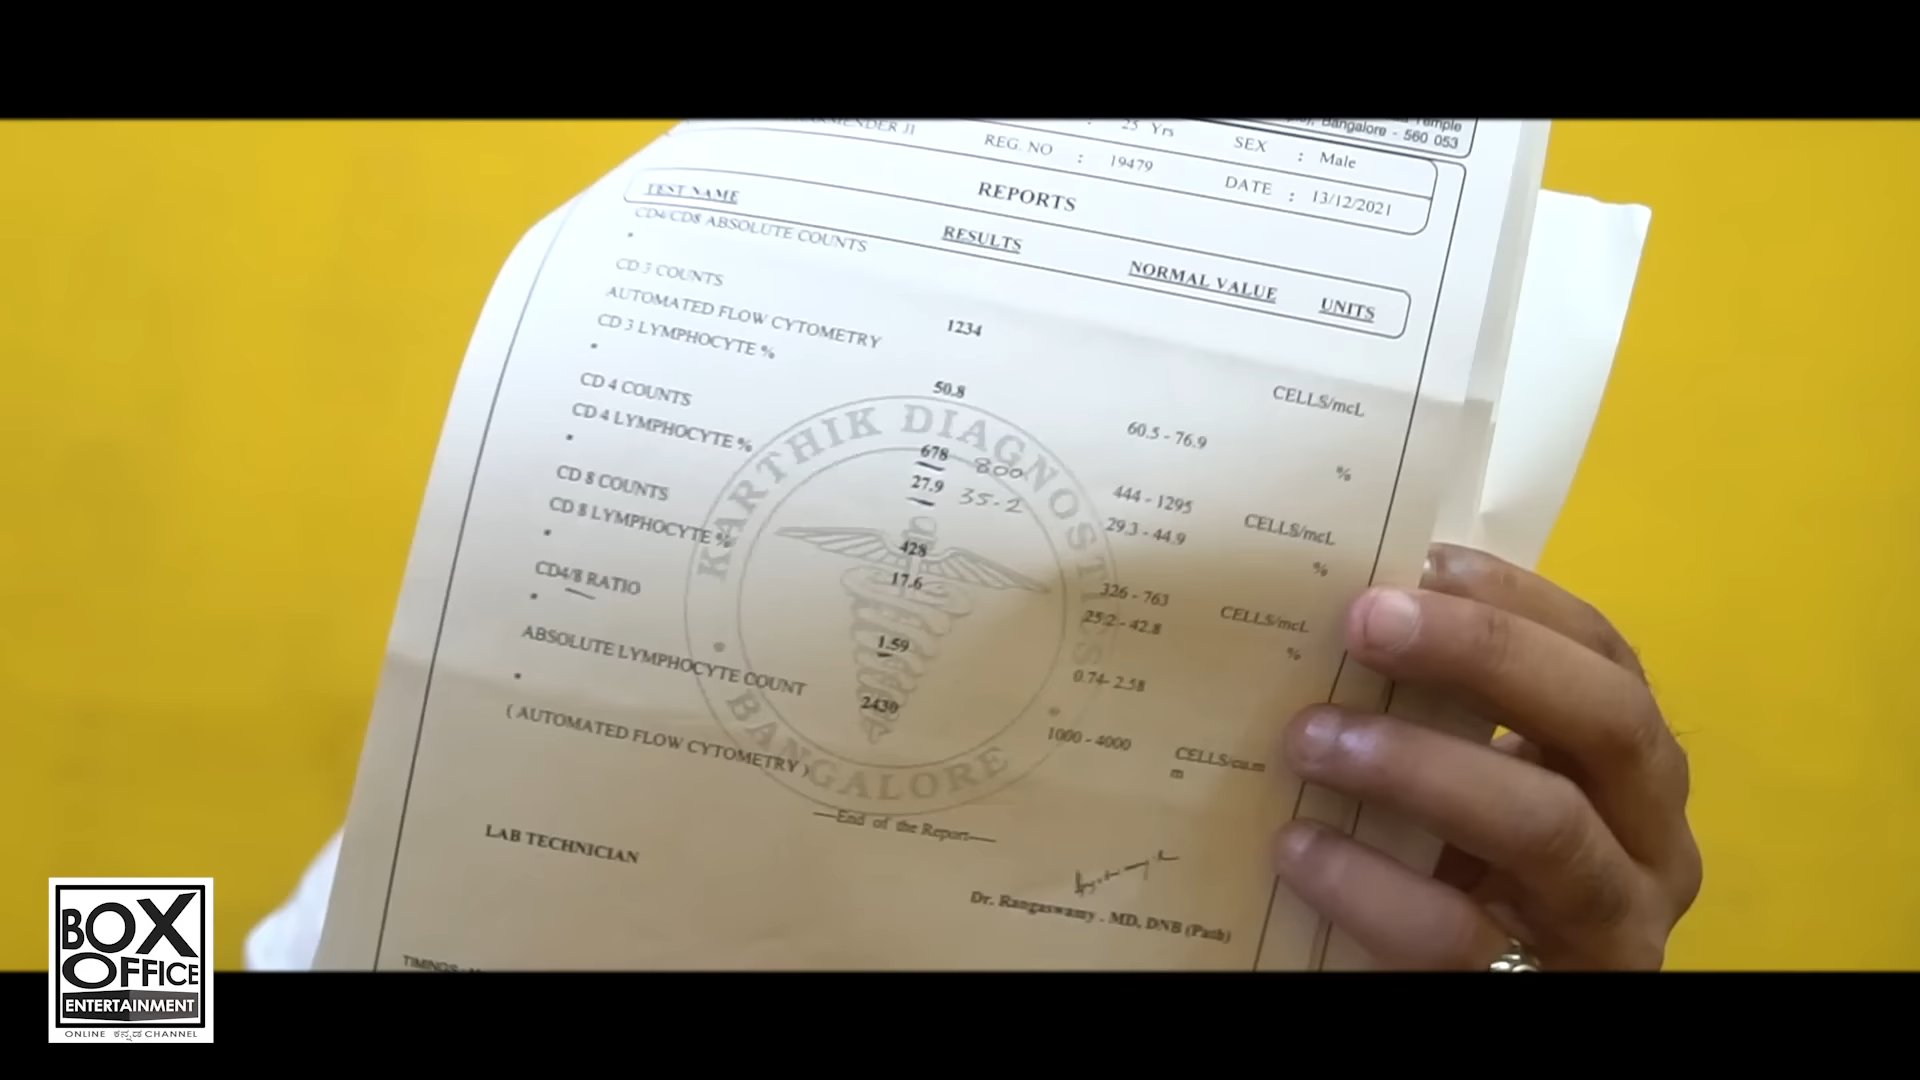 Temple
Bangalore - 560 053
: 25 Yrs SEX : Male
REG. NO : 19479 DATE : 13/12/2021
REPORTS
TEST NAME RESULTS NORMAL VALUE UNITS
CD4/CD8 ABSOLUTE COUNTS
*
CD 3 COUNTS 1234 CELLS/mcL
AUTOMATED FLOW CYTOMETRY
CD 3 LYMPHOCYTE % 50.8 60.5 - 76.9 %
*
CD 4 COUNTS 678 800 444 - 1295 CELLS/mcL
CD 4 LYMPHOCYTE % 27.9 35.2 29.3 - 44.9 %
*
CD 8 COUNTS 428 326 - 763 CELLS/mcL
CD 8 LYMPHOCYTE % 17.6 25.2 - 42.8 %
*
CD4/8 RATIO 1.59 0.74- 2.58
*
ABSOLUTE LYMPHOCYTE COUNT 2430 1000 - 4000 CELLS/cu.m
m
*
( AUTOMATED FLOW CYTOMETRY )
KARTHIK DIAGNOSTICS
BANGALORE
----End of the Report----
LAB TECHNICIAN
Dr. Rangaswamy . MD, DNB (Path)
TIMINGS
BOX
OFFICE
ENTERTAINMENT
ONLINE ಕನ್ನಡ CHANNEL